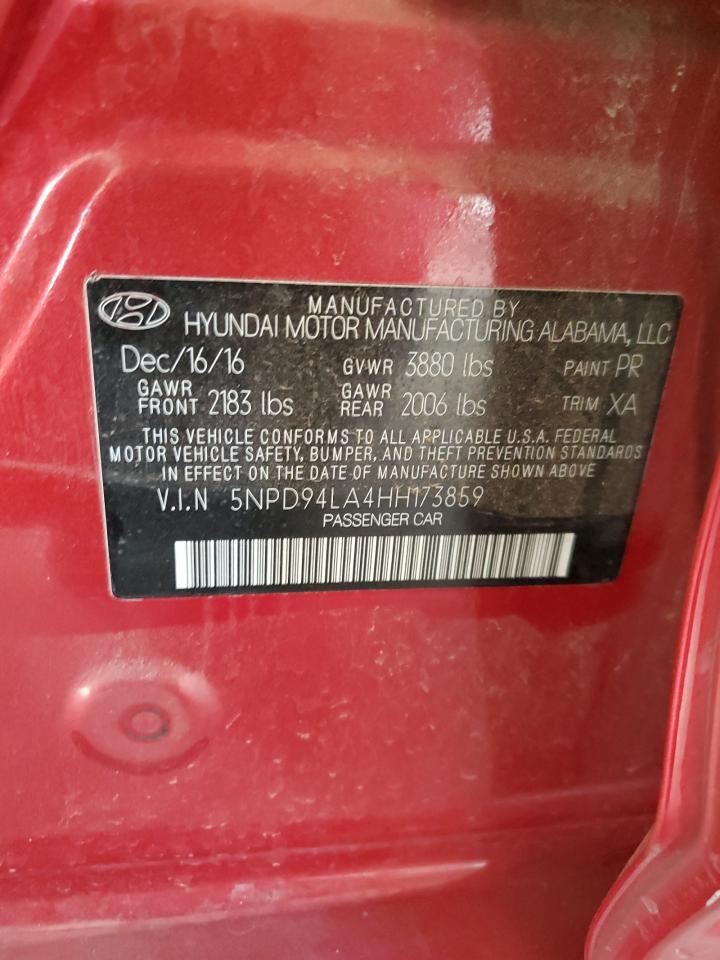 MANUFACTURED BY
HYUNDAI MOTOR MANUFACTURING ALABAMA, LLC
Dec/16/16 GVWR 3880 lbs PAINT PR
GAWR FRONT 2183 lbs GAWR REAR 2006 lbs TRIM XA
THIS VEHICLE CONFORMS TO ALL APPLICABLE U.S.A. FEDERAL
MOTOR VEHICLE SAFETY, BUMPER, AND THEFT PREVENTION STANDARDS
IN EFFECT ON THE DATE OF MANUFACTURE SHOWN ABOVE
V.I.N 5NPD94LA4HH173859
PASSENGER CAR